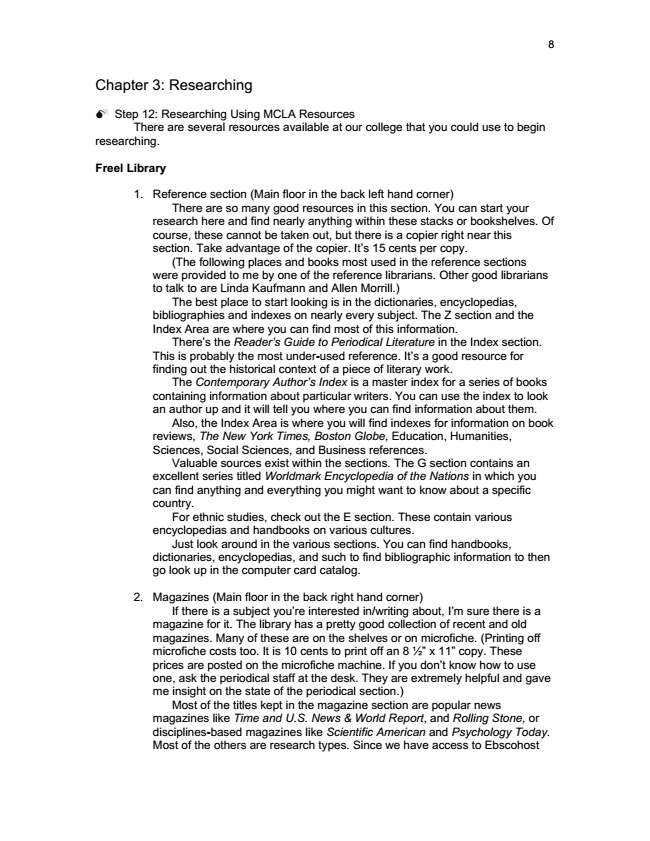 8
Chapter 3: Researching
Step 12: Researching Using MCLA Resources
There are several resources available at our college that you could use to begin
researching.
Freel Library
1. Reference section (Main floor in the back left hand corner)
There are so many good resources in this section. You can start your
research here and find nearly anything within these stacks or bookshelves. Of
course, these cannot be taken out, but there is a copier right near this
section. Take advantage of the copier. It's 15 cents per copy.
(The following places and books most used in the reference sections
were provided to me by one of the reference librarians. Other good librarians
to talk to are Linda Kaufmann and Allen Morrill.)
The best place to start looking is in the dictionaries, encyclopedias,
bibliographies and indexes on nearly every subject. The Z section and the
Index Area are where you can find most of this information.
There's the Reader's Guide to Periodical Literature in the Index section.
This is probably the most under-used reference. It's a good resource for
finding out the historical context of a piece of literary work.
The Contemporary Author's Index is a master index for a series of books
containing information about particular writers. You can use the index to look
an author up and it will tell you where you can find information about them.
Also, the Index Area is where you will find indexes for information on book
reviews, The New York Times, Boston Globe, Education, Humanities,
Sciences, Social Sciences, and Business references.
Valuable sources exist within the sections. The G section contains an
excellent series titled Worldmark Encyclopedia of the Nations in which you
can find anything and everything you might want to know about a specific
country.
For ethnic studies, check out the E section. These contain various
encyclopedias and handbooks on various cultures.
Just look around in the various sections. You can find handbooks,
dictionaries, encyclopedias, and such to find bibliographic information to then
go look up in the computer card catalog.
2. Magazines (Main floor in the back right hand corner)
If there is a subject you're interested in/writing about, I'm sure there is a
magazine for it. The library has a pretty good collection of recent and old
magazines. Many of these are on the shelves or on microfiche. (Printing off
microfiche costs too. It is 10 cents to print off an 8 ½" x 11" copy. These
prices are posted on the microfiche machine. If you don't know how to use
one, ask the periodical staff at the desk. They are extremely helpful and gave
me insight on the state of the periodical section.)
Most of the titles kept in the magazine section are popular news
magazines like Time and U.S. News & World Report, and Rolling Stone, or
disciplines-based magazines like Scientific American and Psychology Today.
Most of the others are research types. Since we have access to Ebscohost